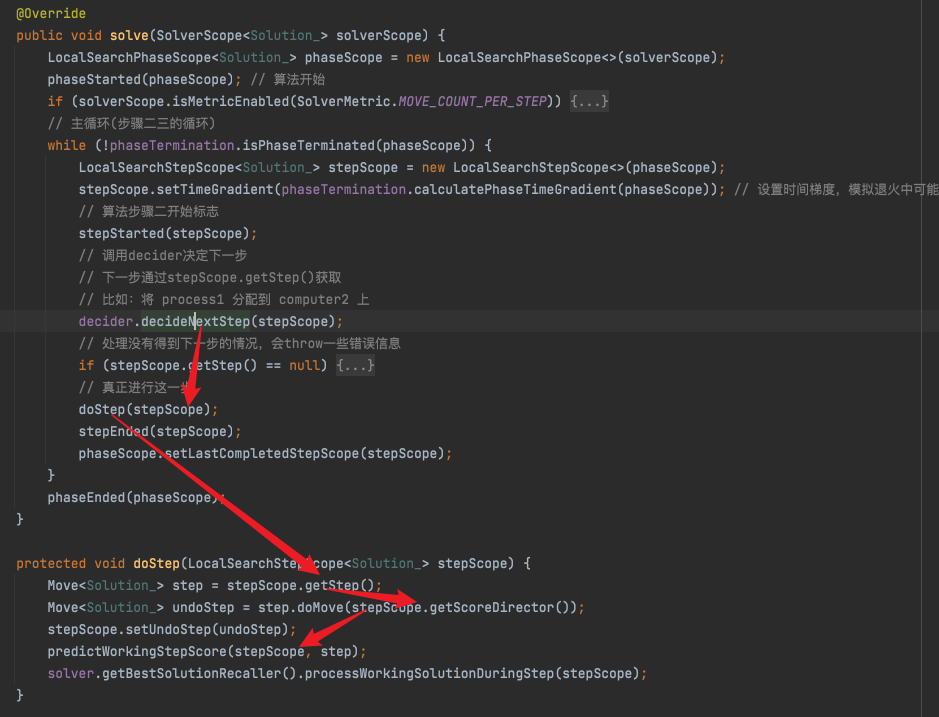 @Override
public void solve(SolverScope<Solution_> solverScope) {
LocalSearchPhaseScope<Solution_> phaseScope = new LocalSearchPhaseScope<>(solverScope);
phaseStarted(phaseScope); // 算法开始
if (solverScope.isMetricEnabled(SolverMetric.MOVE_COUNT_PER_STEP)) {...}
// 主循环(步骤二三的循环)
while (!phaseTermination.isPhaseTerminated(phaseScope)) {
LocalSearchStepScope<Solution_> stepScope = new LocalSearchStepScope<>(phaseScope);
stepScope.setTimeGradient(phaseTermination.calculatePhaseTimeGradient(phaseScope)); // 设置时间梯度，模拟退火中可能
// 算法步骤二开始标志
stepStarted(stepScope);
// 调用decider决定下一步
// 下一步通过stepScope.getStep()获取
// 比如：将 process1 分配到 computer2 上
decider.decideNextStep(stepScope);
// 处理没有得到下一步的情况，会throw一些错误信息
if (stepScope.getStep() == null) {...}
// 真正进行这一步
doStep(stepScope);
stepEnded(stepScope);
phaseScope.setLastCompletedStepScope(stepScope);
}
phaseEnded(phaseScope);
}
protected void doStep(LocalSearchStepScope<Solution_> stepScope) {
Move<Solution_> step = stepScope.getStep();
Move<Solution_> undoStep = step.doMove(stepScope.getScoreDirector());
stepScope.setUndoStep(undoStep);
predictWorkingStepScore(stepScope, step);
solver.getBestSolutionRecaller().processWorkingSolutionDuringStep(stepScope);
}